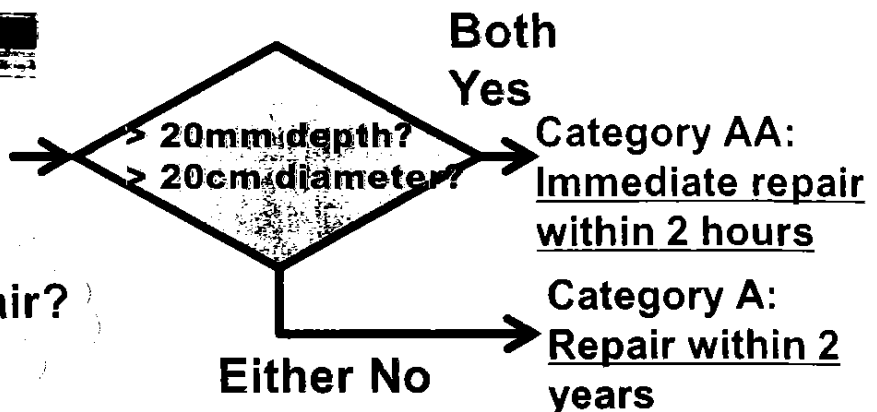 Both
Yes
> 20mm depth?
> 20cm diameter?
Category AA:
Immediate repair
within 2 hours
air?
Category A:
Repair within 2
years
Either No